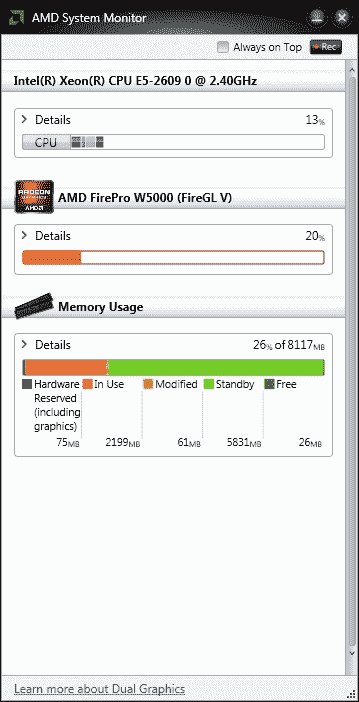 AMD System Monitor
Always on Top Rec
Intel(R) Xeon(R) CPU E5-2609 0 @ 2.40GHz
Details 13%
CPU
RADEON
GRAPHICS
AMD
AMD FirePro W5000 (FireGL V)
Details 20%
Memory Usage
Details 26% of 8117MB
Hardware Reserved (including graphics) In Use Modified Standby Free
75MB 2199MB 61MB 5831MB 26MB
Learn more about Dual Graphics